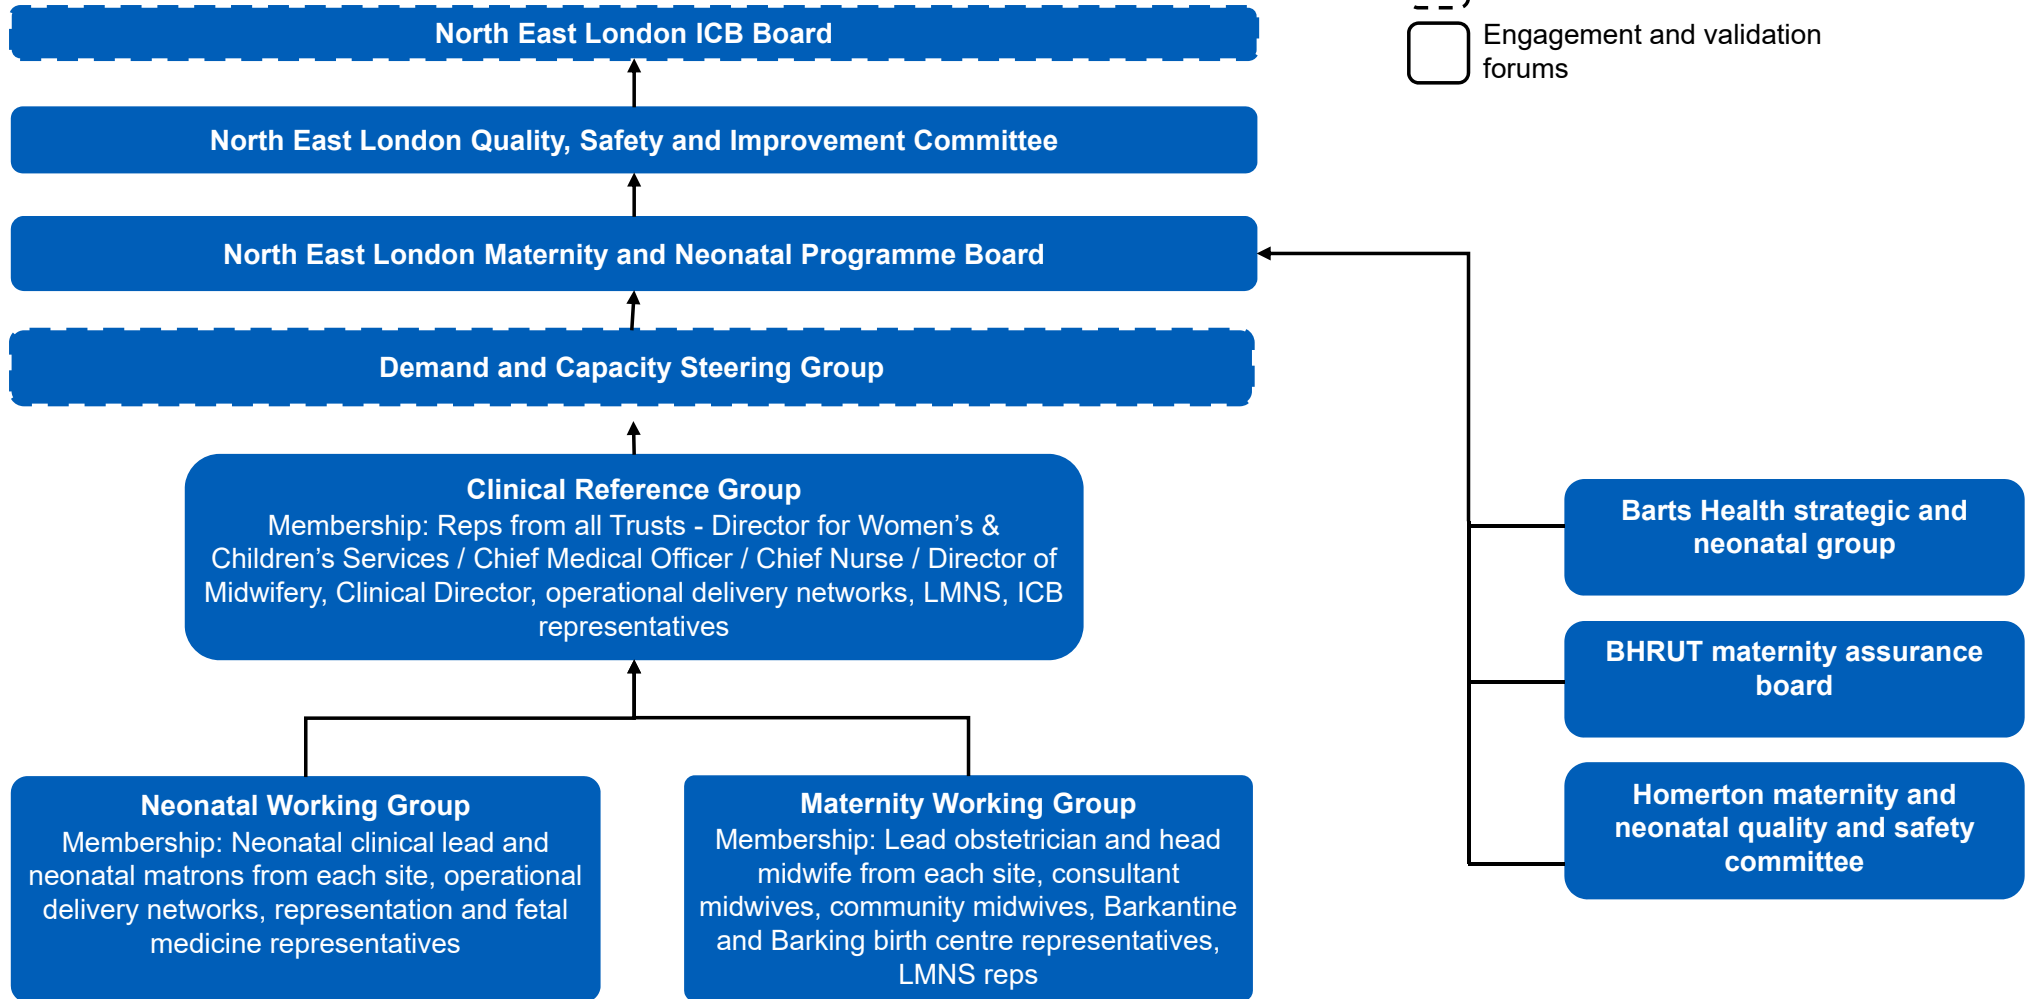 North East London ICB Board
Engagement and validation
forums
North East London Quality, Safety and Improvement Committee
North East London Maternity and Neonatal Programme Board
Demand and Capacity Steering Group
Clinical Reference Group
Membership: Reps from all Trusts - Director for Women’s &
Children’s Services / Chief Medical Officer / Chief Nurse / Director of
Midwifery, Clinical Director, operational delivery networks, LMNS, ICB
representatives
Barts Health strategic and
neonatal group
BHRUT maternity assurance
board
Homerton maternity and
neonatal quality and safety
committee
Neonatal Working Group
Membership: Neonatal clinical lead and
neonatal matrons from each site, operational
delivery networks, representation and fetal
medicine representatives
Maternity Working Group
Membership: Lead obstetrician and head
midwife from each site, consultant
midwives, community midwives, Barkantine
and Barking birth centre representatives,
LMNS reps